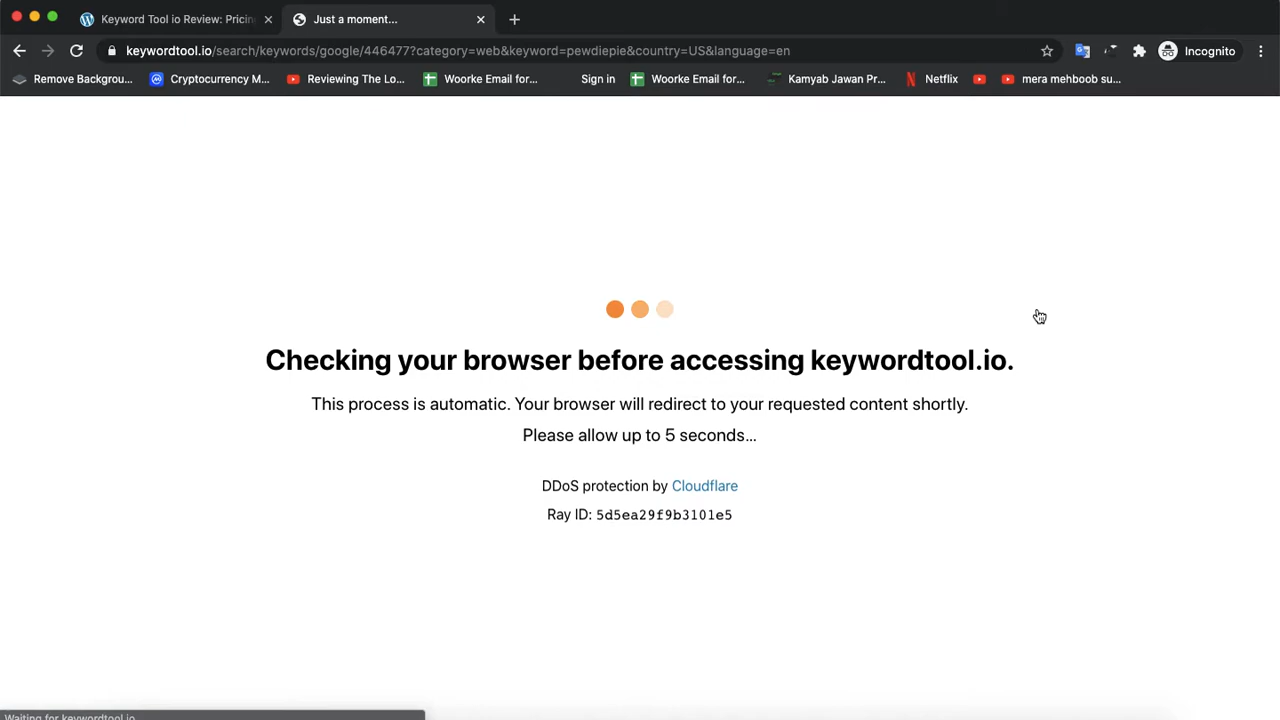 Keyword Tool io Review: Pricin
Just a moment...
keywordtool.io/search/keywords/google/446477?category=web&keyword=pewdiepie&country=US&language=en
Incognito
Remove Backgrou...
Cryptocurrency M...
Reviewing The Lo...
Woorke Email for...
Sign in
Woorke Email for...
Kamyab Jawan Pr...
Netflix
mera mehboob su...
Checking your browser before accessing keywordtool.io.
This process is automatic. Your browser will redirect to your requested content shortly.
Please allow up to 5 seconds...
DDoS protection by Cloudflare
Ray ID: 5d5ea29f9b3101e5
Waiting for keywordtool.io